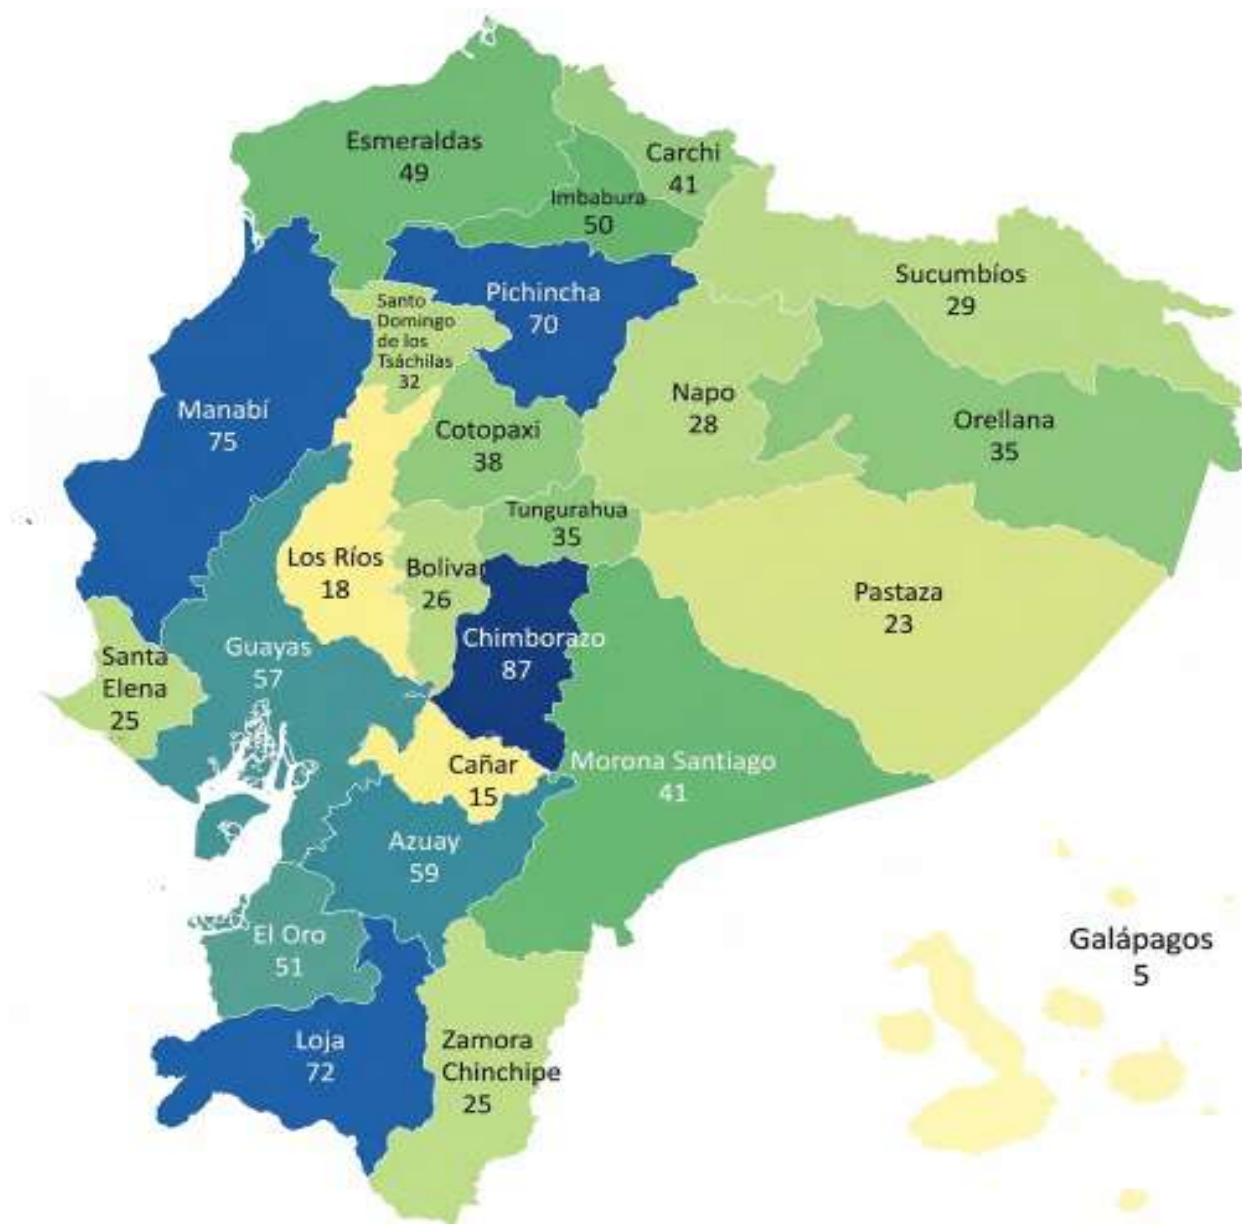 Esmeraldas
49
Carchi
41
Imbabura
50
Sucumbíos
29
Pichincha
70
Santo
Domingo
de los
Tsáchilas
32
Napo
28
Manabí
75
Cotopaxi
38
Orellana
35
Tungurahua
35
Los Ríos
18
Bolivar
26
Pastaza
23
Chimborazo
87
Guayas
57
Santa
Elena
25
Cañar
15
Morona Santiago
41
Azuay
59
El Oro
51
Galápagos
5
Loja
72
Zamora
Chinchipe
25